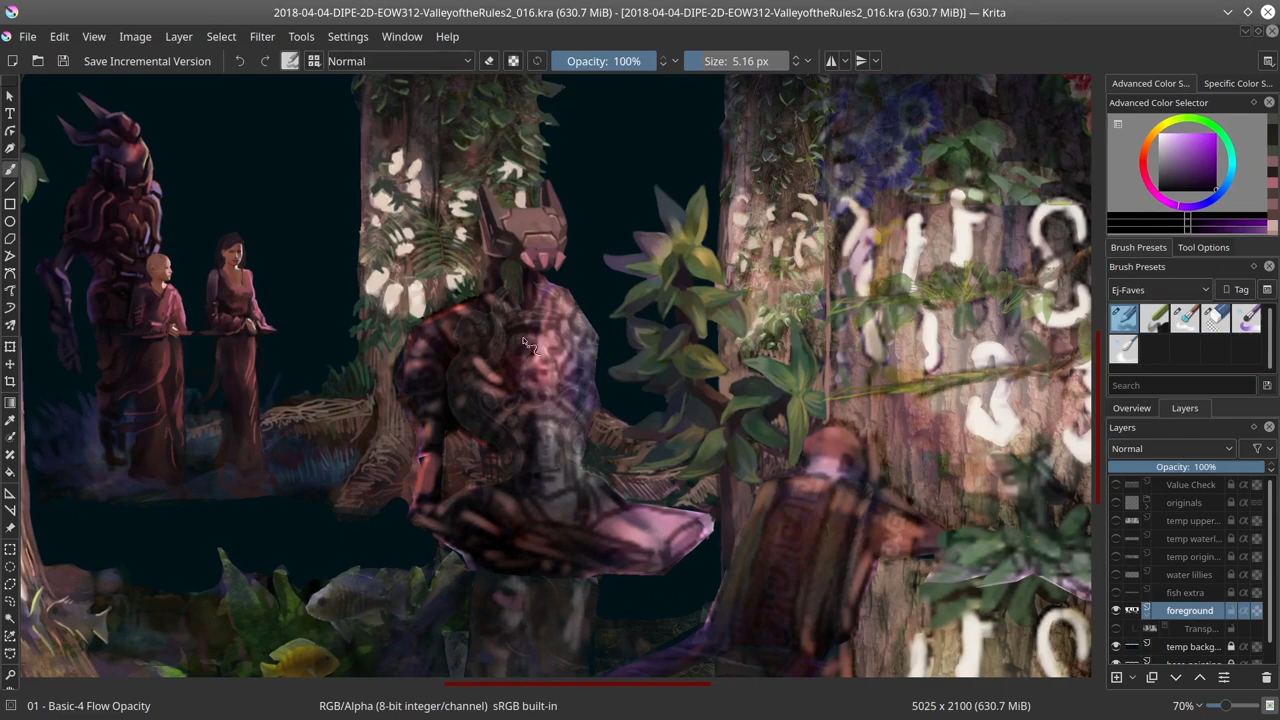 2018-04-04-DIPE-2D-EOW312-ValleyoftheRules2_016.kra (630.7 MiB) - [2018-04-04-DIPE-2D-EOW312-ValleyoftheRules2_016.kra (630.7 MiB)] — Krita
File Edit View Image Layer Select Filter Tools Settings Window Help
Save Incremental Version Normal Opacity: 100% Size: 5.16 px
Advanced Color S... Specific Color S...
Advanced Color Selector
Brush Presets Tool Options
Brush Presets
Ej-Faves Tag
Search
Overview Layers
Layers
Normal
Opacity: 100%
Value Check
originals
temp upper...
temp waterl...
temp origin...
water lillies
fish extra
foreground
Transp...
temp backg...
01 - Basic-4 Flow Opacity RGB/Alpha (8-bit integer/channel) sRGB built-in 5025 x 2100 (630.7 MiB) 70%